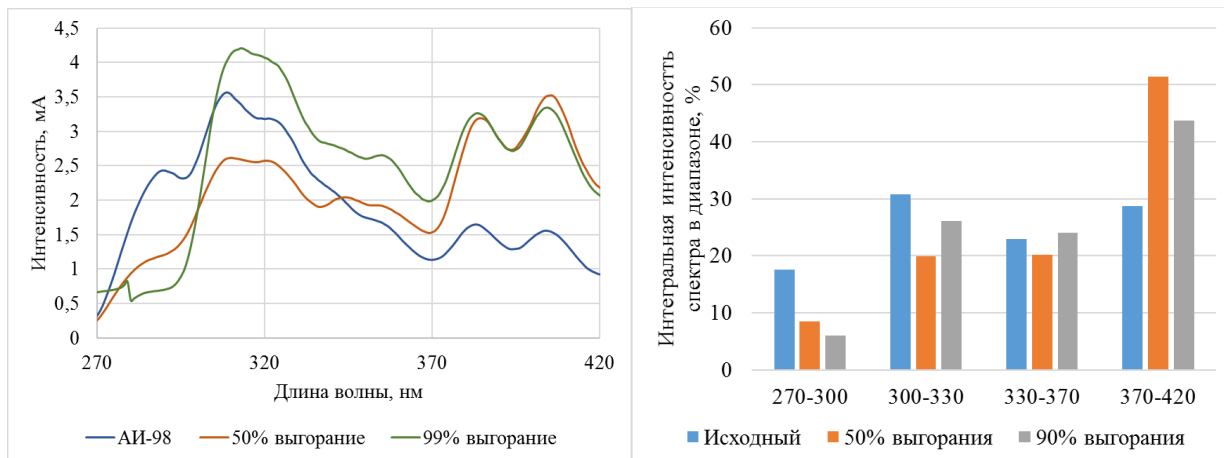 4,5
4
3,5
3
2,5
2
1,5
1
0,5
0
Интенсивность, мА
270
320
370
420
Длина волны, нм
АИ-98
50% выгорание
99% выгорание
60
50
40
30
20
10
0
Интегральная интенсивностть
спектра в диапазоне, %
270-300
300-330
330-370
370-420
Исходный
50% выгорания
90% выгорания